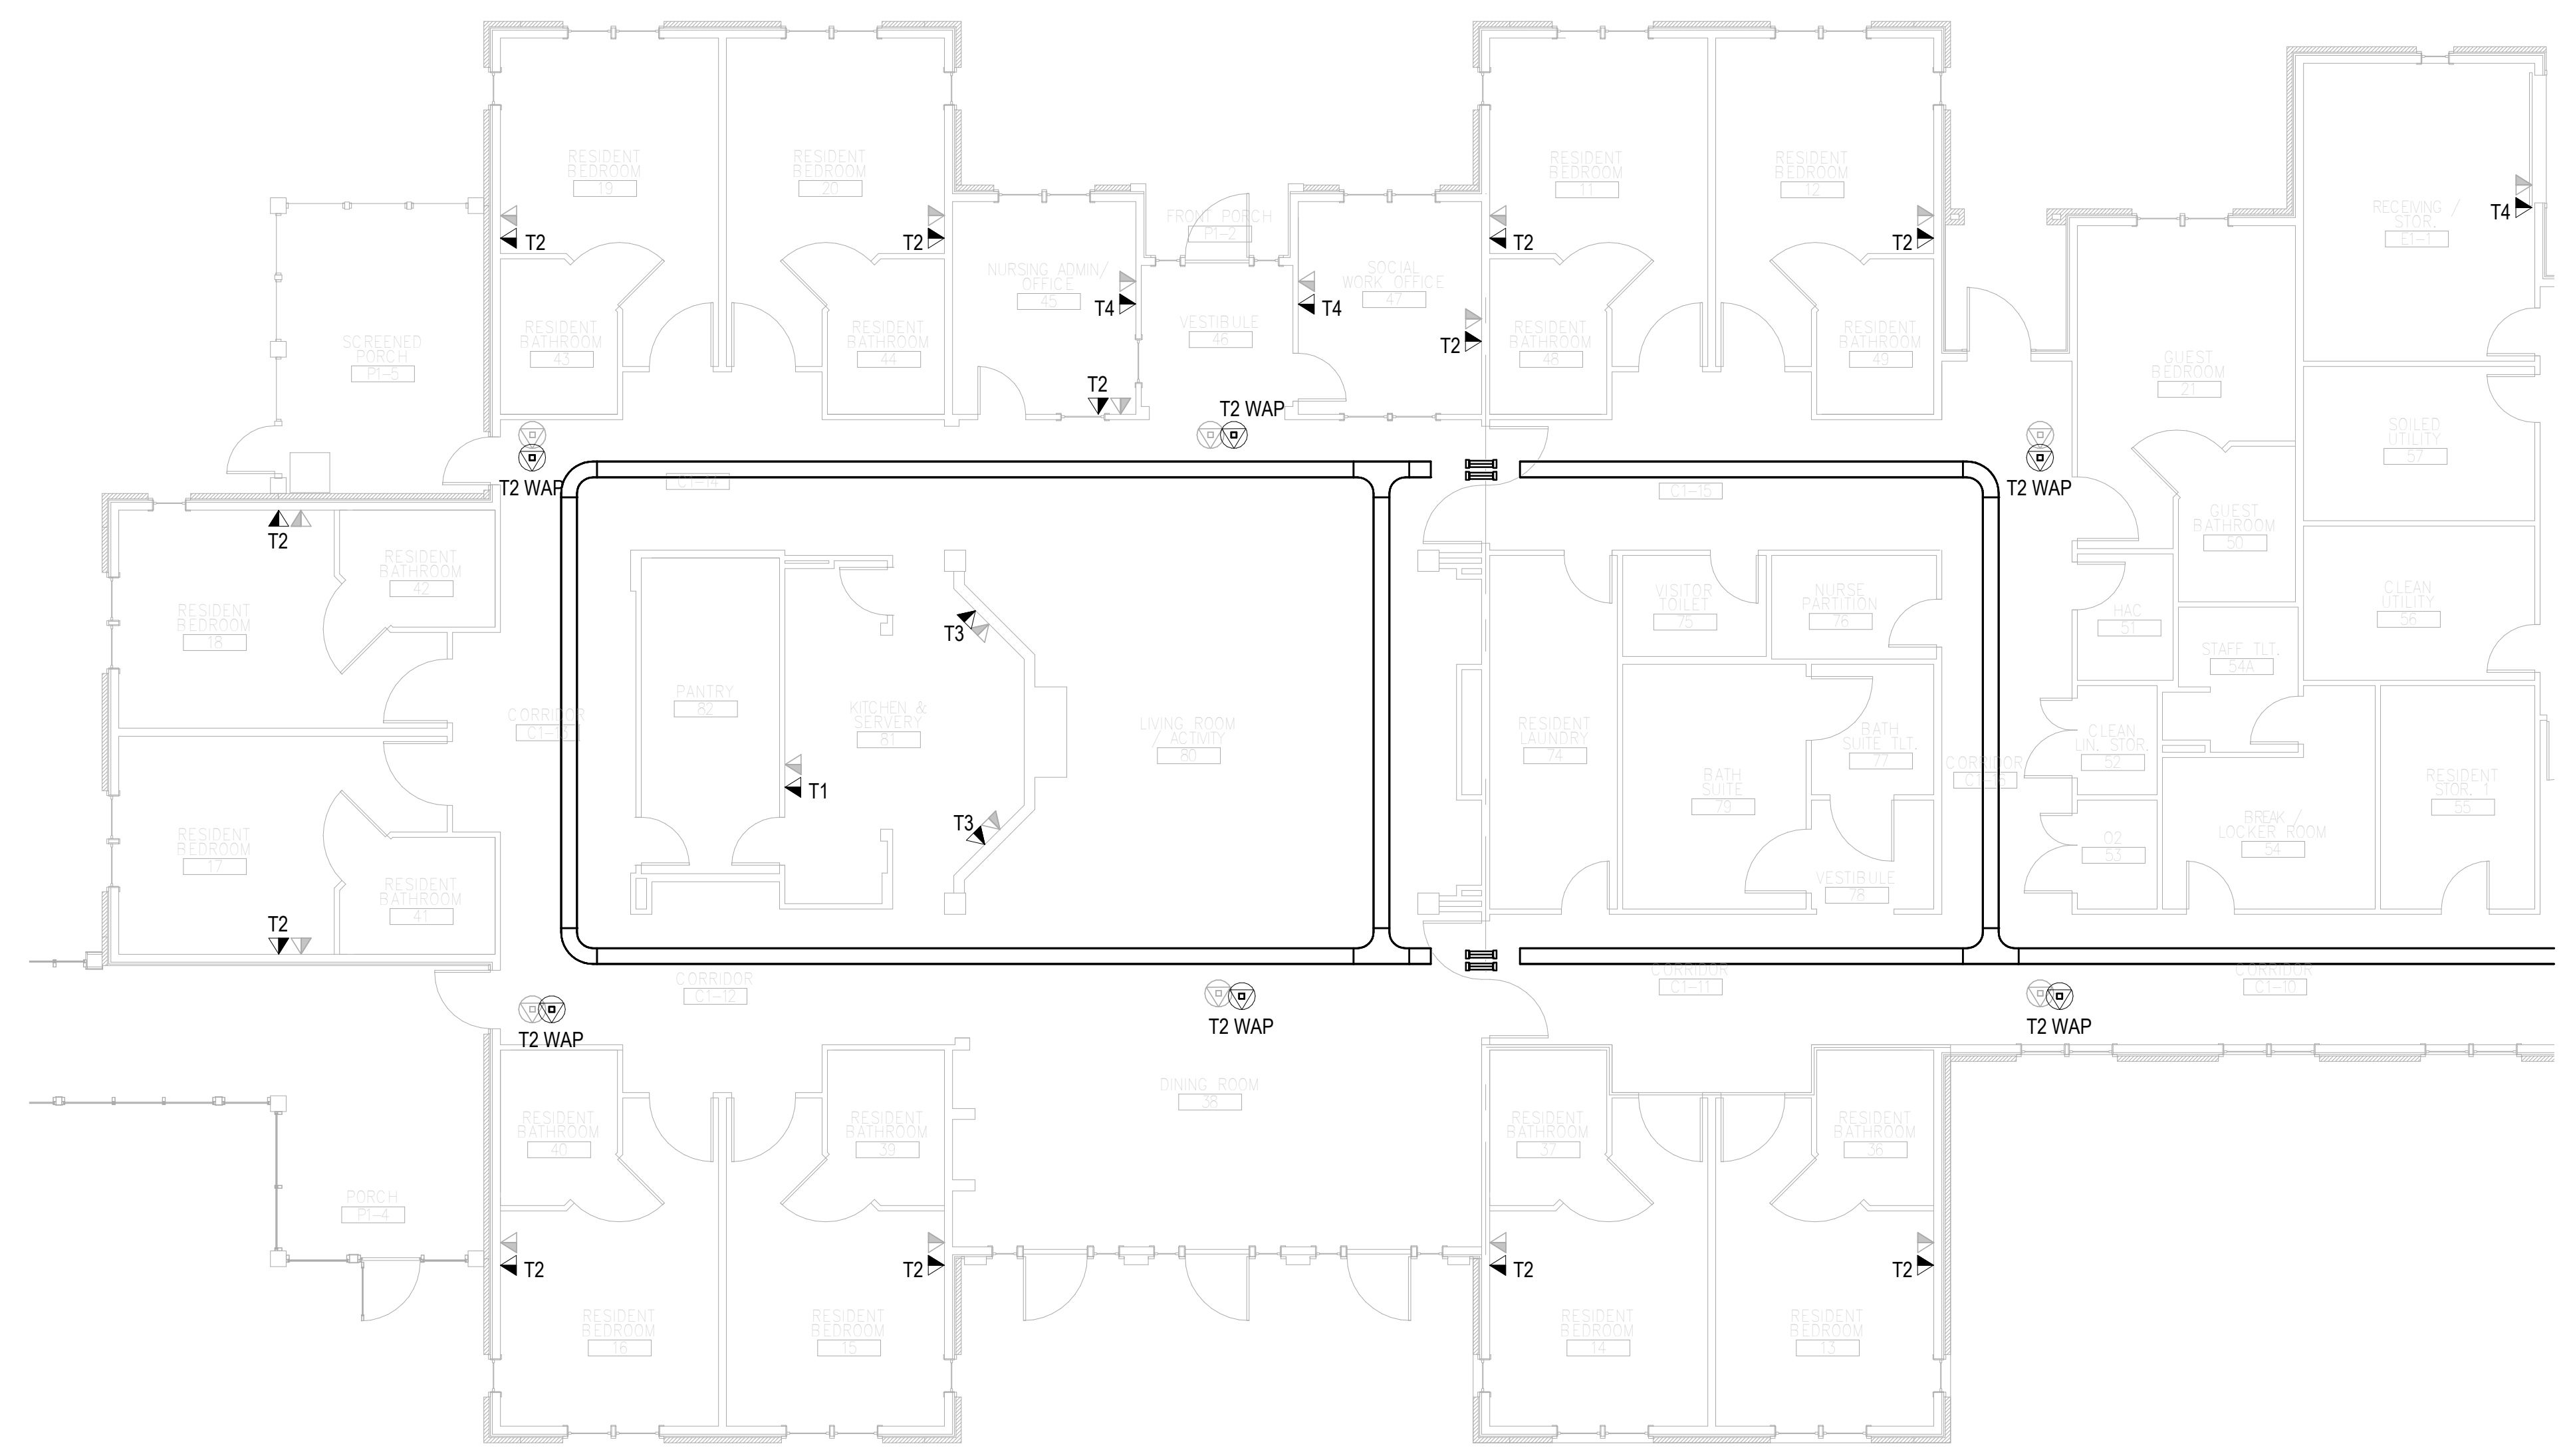 RESIDENT
BEDROOM
19
RESIDENT
BEDROOM
20
RESIDENT
BEDROOM
11
RESIDENT
BEDROOM
12
RECEIVING /
STOR.
E1-1
T4
FRONT PORCH
P1-2
T2
T2
T2
T2
NURSING ADMIN/
OFFICE
45
T4
SOCIAL
WORK OFFICE
47
T4
T2
VESTIBULE
46
SCREENED
PORCH
P1-5
RESIDENT
BATHROOM
43
RESIDENT
BATHROOM
44
RESIDENT
BATHROOM
48
RESIDENT
BATHROOM
49
GUEST
BEDROOM
21
T2
T2 WAP
SOILED
UTILITY
57
T2 WAP
C1-14
C1-15
T2 WAP
GUEST
BATHROOM
50
T2
RESIDENT
BATHROOM
42
RESIDENT
BEDROOM
18
VISITOR
TOILET
75
NURSE
PARTITION
76
HAC
51
CLEAN
UTILITY
56
T3
STAFF TLT.
54A
PANTRY
82
KITCHEN &
SERVERY
81
LIVING ROOM
/ ACTIVITY
80
CORRIDOR
C1-13
RESIDENT
LAUNDRY
74
BATH
SUITE TLT.
77
CORRIDOR
CLEAN
LIN. STOR.
52
BATH
SUITE
79
RESIDENT
STOR. 1
55
T1
T3
RESIDENT
BEDROOM
17
BREAK /
LOCKER ROOM
54
O2
53
RESIDENT
BATHROOM
41
VESTIBULE
78
T2
CORRIDOR
C1-12
CORRIDOR
C1-11
CORRIDOR
C1-10
T2 WAP
T2 WAP
T2 WAP
DINING ROOM
38
RESIDENT
BATHROOM
40
RESIDENT
BATHROOM
39
RESIDENT
BATHROOM
37
RESIDENT
BATHROOM
36
PORCH
P1-4
T2
T2
T2
T2
RESIDENT
BEDROOM
16
RESIDENT
BEDROOM
15
RESIDENT
BEDROOM
14
RESIDENT
BEDROOM
13